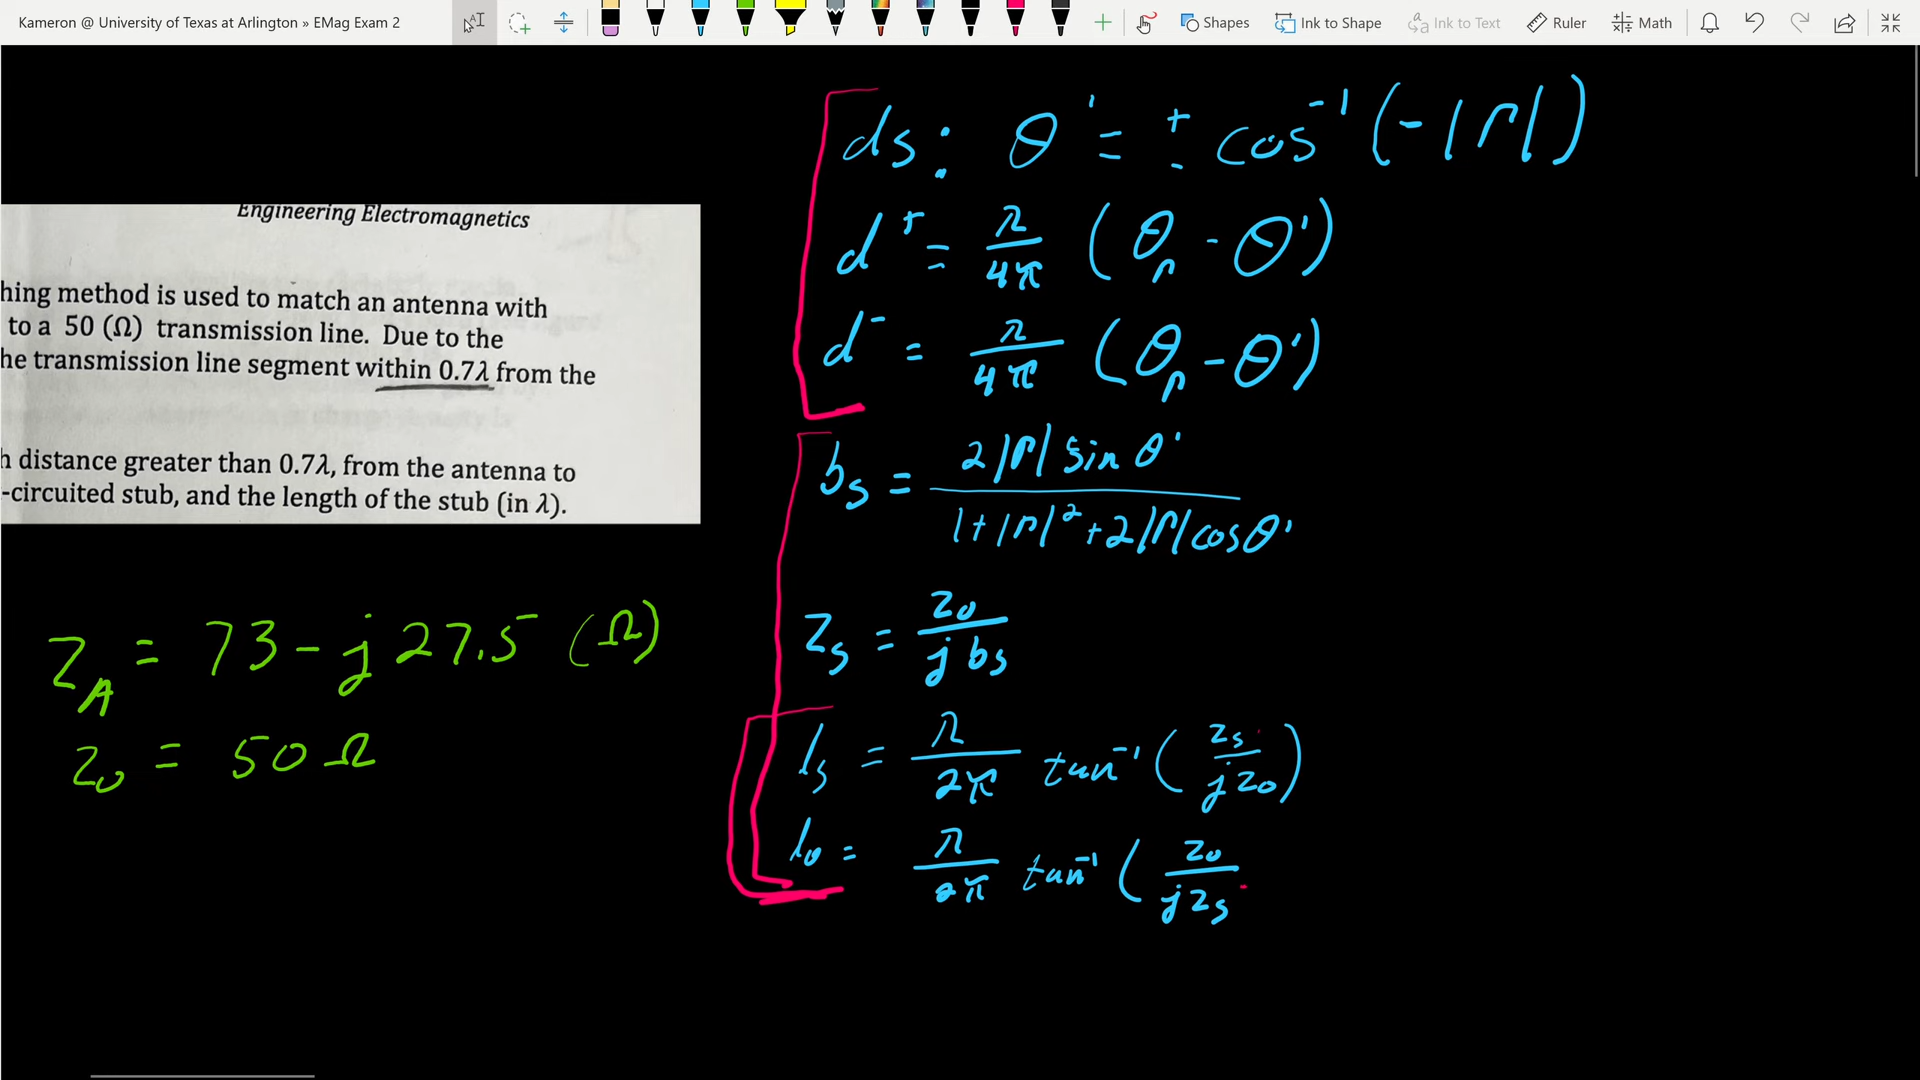 Kameron @ University of Texas at Arlington » EMag Exam 2
Shapes
Ink to Shape
Ink to Text
Ruler
Math
Engineering Electromagnetics
hing method is used to match an antenna with
to a 50 (Ω) transmission line. Due to the
he transmission line segment within 0.7λ from the
h distance greater than 0.7λ, from the antenna to
-circuited stub, and the length of the stub (in λ).
Z_A = 73 - j 27.5 (Ω)
Z_0 = 50 Ω
ds: θ' = ± cos⁻¹ (-|Γ|)
d⁺ = λ/4π (θ_Γ - θ')
d⁻ = λ/4π (θ_Γ - θ')
b_s = 2|Γ| sin θ' / 1+|Γ|²+2|Γ|cosθ'
Z_s = Z_0 / j b_s
l_s = λ/2π tan⁻¹ (Z_s / j Z_0)
l_0 = λ/2π tan⁻¹ (Z_0 / j Z_s